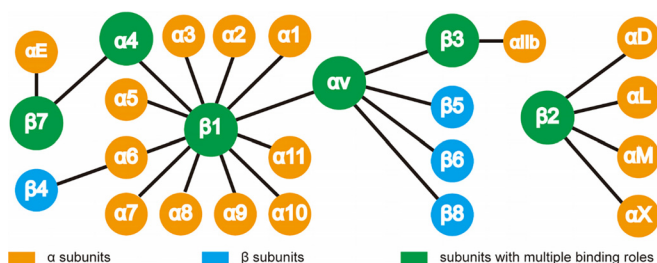 αE
α4
α3
α2
α1
β3
αIIb
αD
α5
αv
β7
β1
β5
β2
αL
α6
α11
β6
αM
β4
α7
α8
α9
α10
β8
αX
α subunits
β subunits
subunits with multiple binding roles